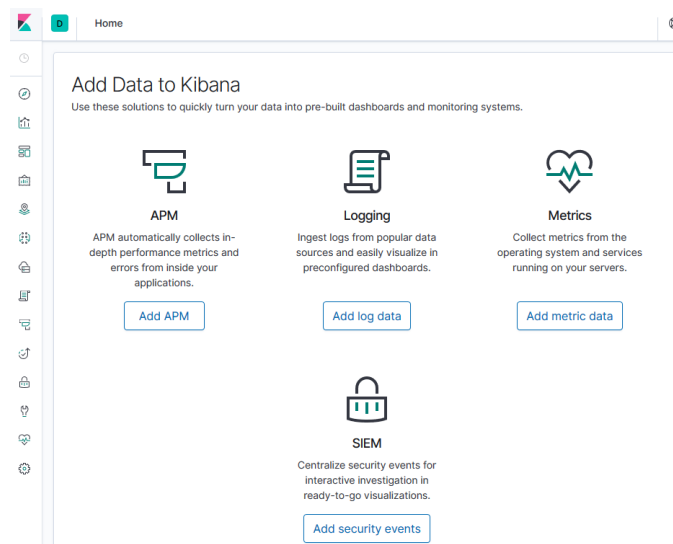 D Home
Add Data to Kibana
Use these solutions to quickly turn your data into pre-built dashboards and monitoring systems.
APM
APM automatically collects in-
depth performance metrics and
errors from inside your
applications.
Add APM
Logging
Ingest logs from popular data
sources and easily visualize in
preconfigured dashboards.
Add log data
Metrics
Collect metrics from the
operating system and services
running on your servers.
Add metric data
SIEM
Centralize security events for
interactive investigation in
ready-to-go visualizations.
Add security events